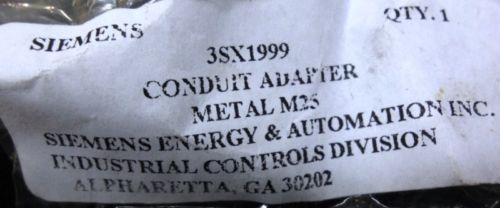 SIEMENS QTY. 1
3SX1999
CONDUIT ADAPTER
METAL M25
SIEMENS ENERGY & AUTOMATION INC.
INDUSTRIAL CONTROLS DIVISION
ALPHARETTA, GA 30202